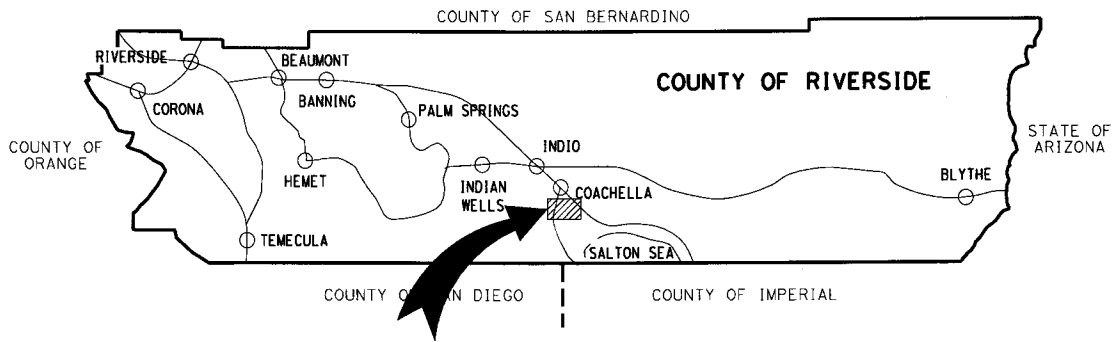 COUNTY OF SAN BERNARDINO
RIVERSIDE
BEAUMONT
COUNTY OF RIVERSIDE
BANNING
CORONA
PALM SPRINGS
STATE OF
ARIZONA
COUNTY OF
ORANGE
INDIO
HEMET
INDIAN
WELLS
COACHELLA
BLYTHE
TEMECULA
SALTON SEA
COUNTY OF SAN DIEGO
COUNTY OF IMPERIAL